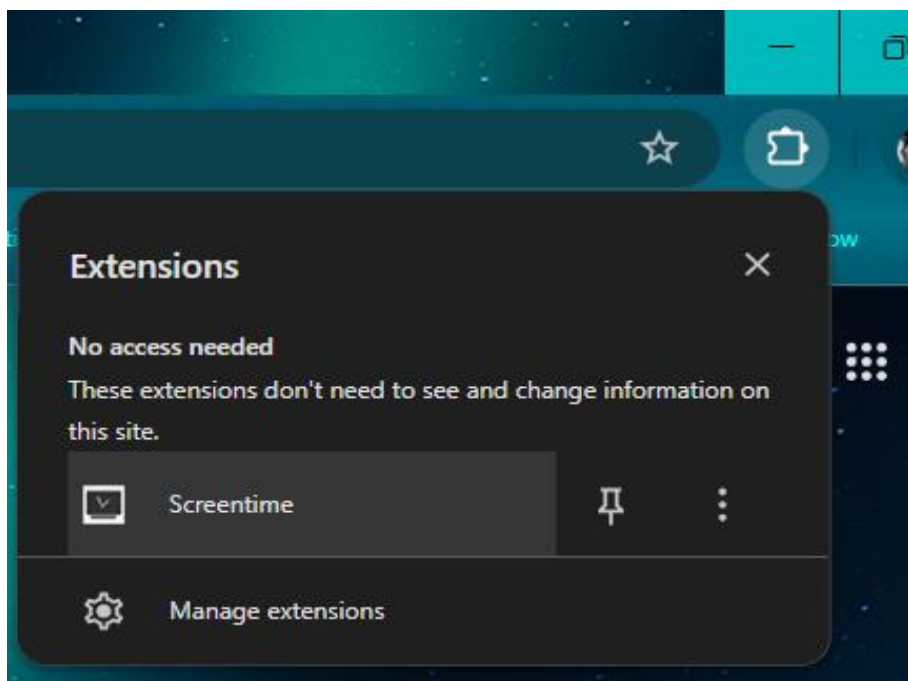 Extensions
No access needed
These extensions don't need to see and change information on
this site.
Screentime
Manage extensions